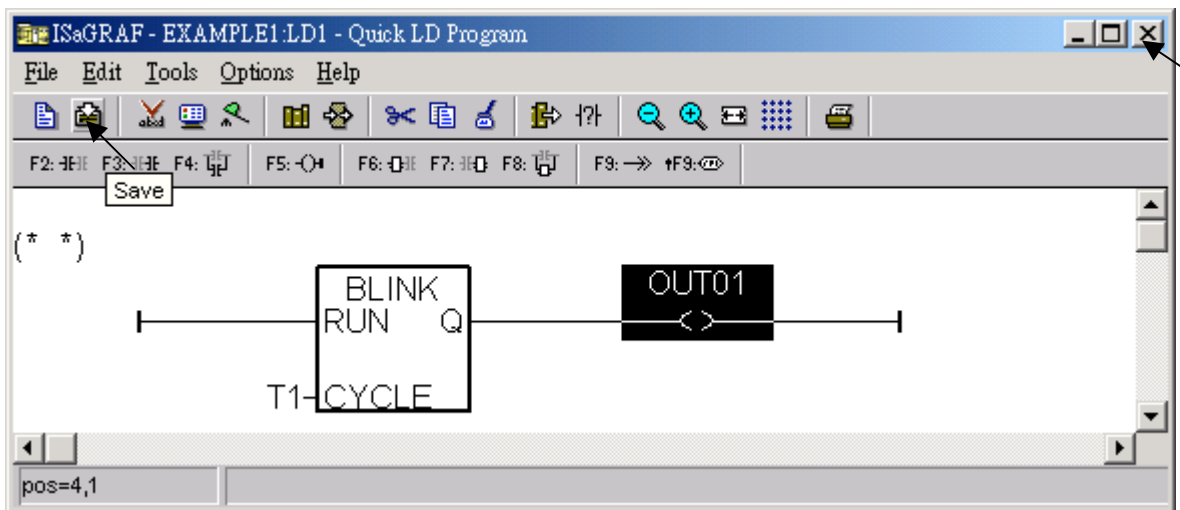 ISaGRAF - EXAMPLE1:LD1 - Quick LD Program
File Edit Tools Options Help
abcd
F2: F3: F4: F5: F6: F7: F8: F9: F9:
Save
(* *)
BLINK
RUN Q
T1 CYCLE
OUT01
pos=4,1